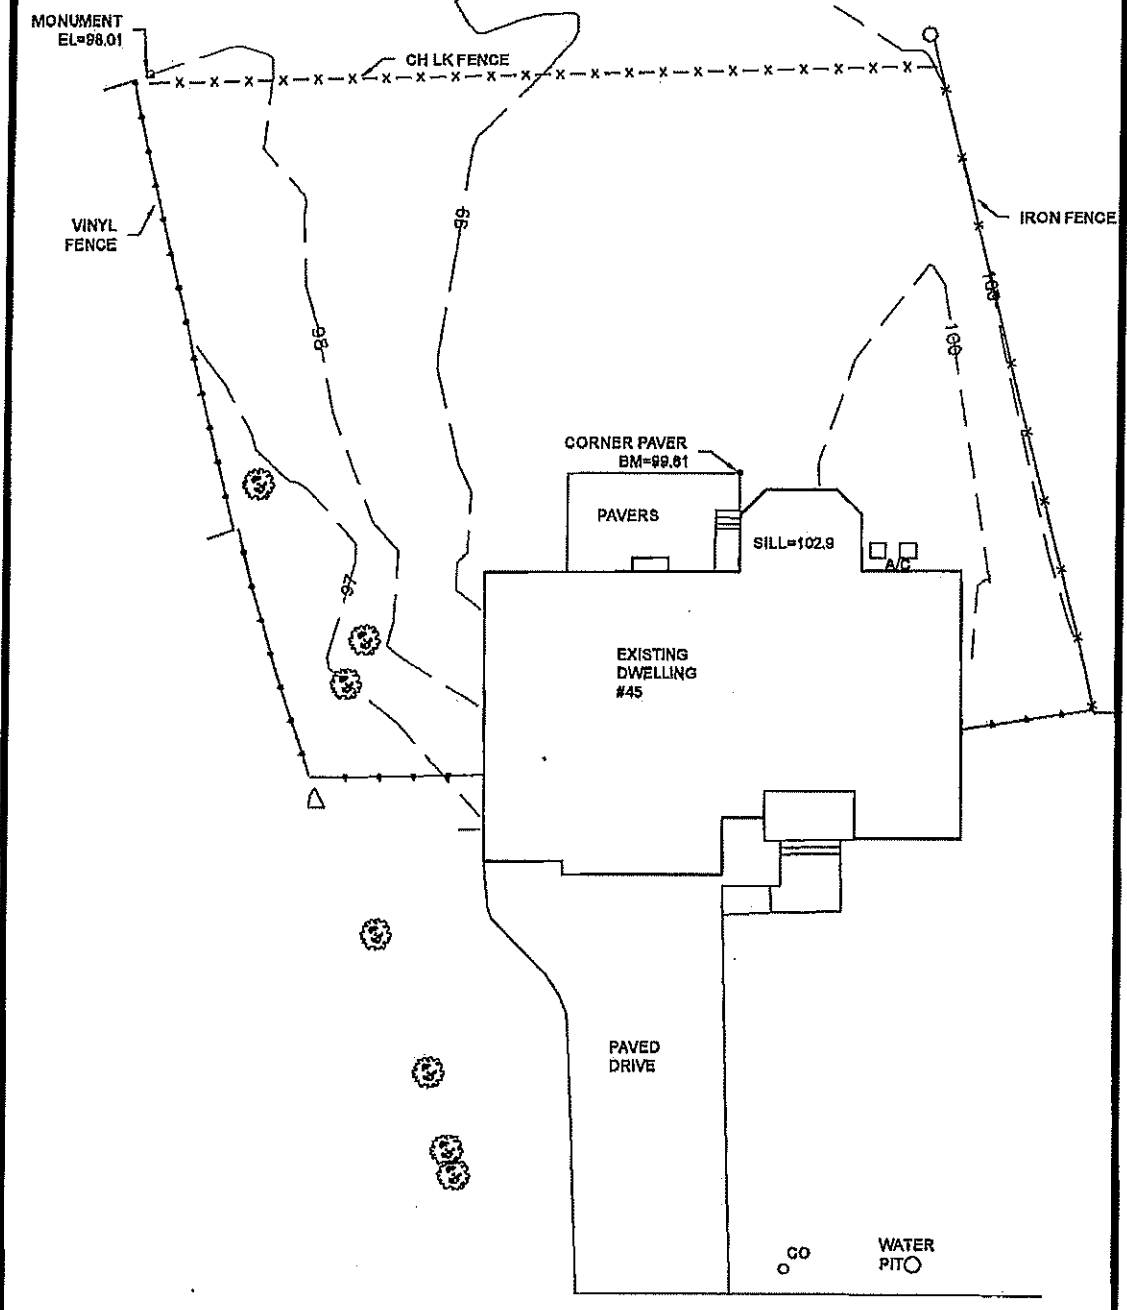 MONUMENT
EL=98.01
CH LK FENCE
VINYL
FENCE
99
IRON FENCE
100
98
100
CORNER PAVER
BM=99.61
PAVERS
SILL=102.9
A/C
97
EXISTING
DWELLING
#45
PAVED
DRIVE
CO
WATER
PIT